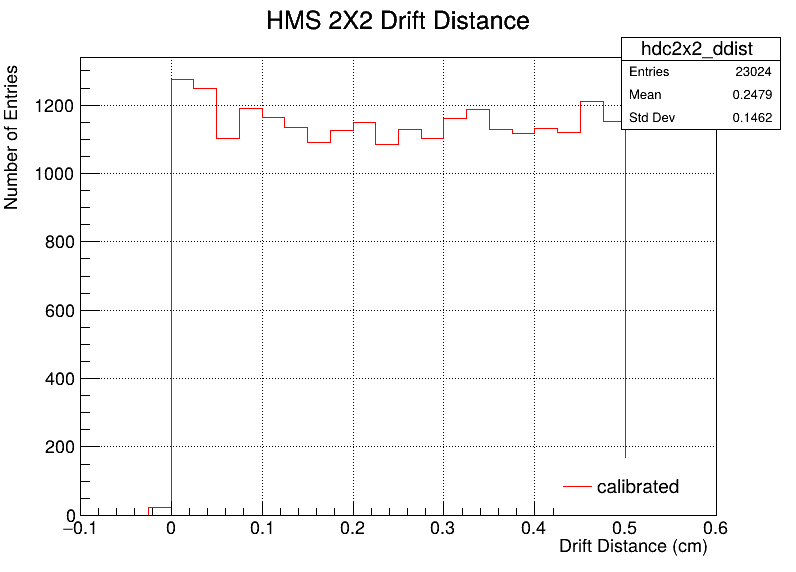 HMS 2X2 Drift Distance
hdc2x2_ddist
Entries 23024
Mean 0.2479
Std Dev 0.1462
Number of Entries
1200
1000
800
600
400
200
0
−0.1 0 0.1 0.2 0.3 0.4 0.5 0.6
Drift Distance (cm)
calibrated